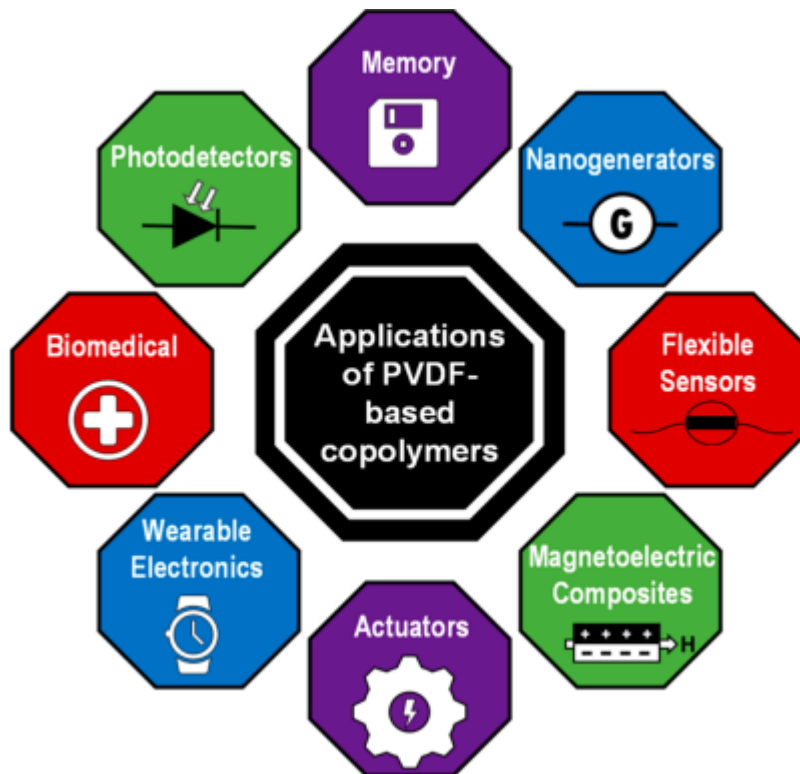 Memory
Photodetectors
Nanogenerators
G
Applications
of PVDF-
based
copolymers
Biomedical
Flexible
Sensors
Wearable
Electronics
Magnetoelectric
Composites
+ + + +
- - - -
H
Actuators